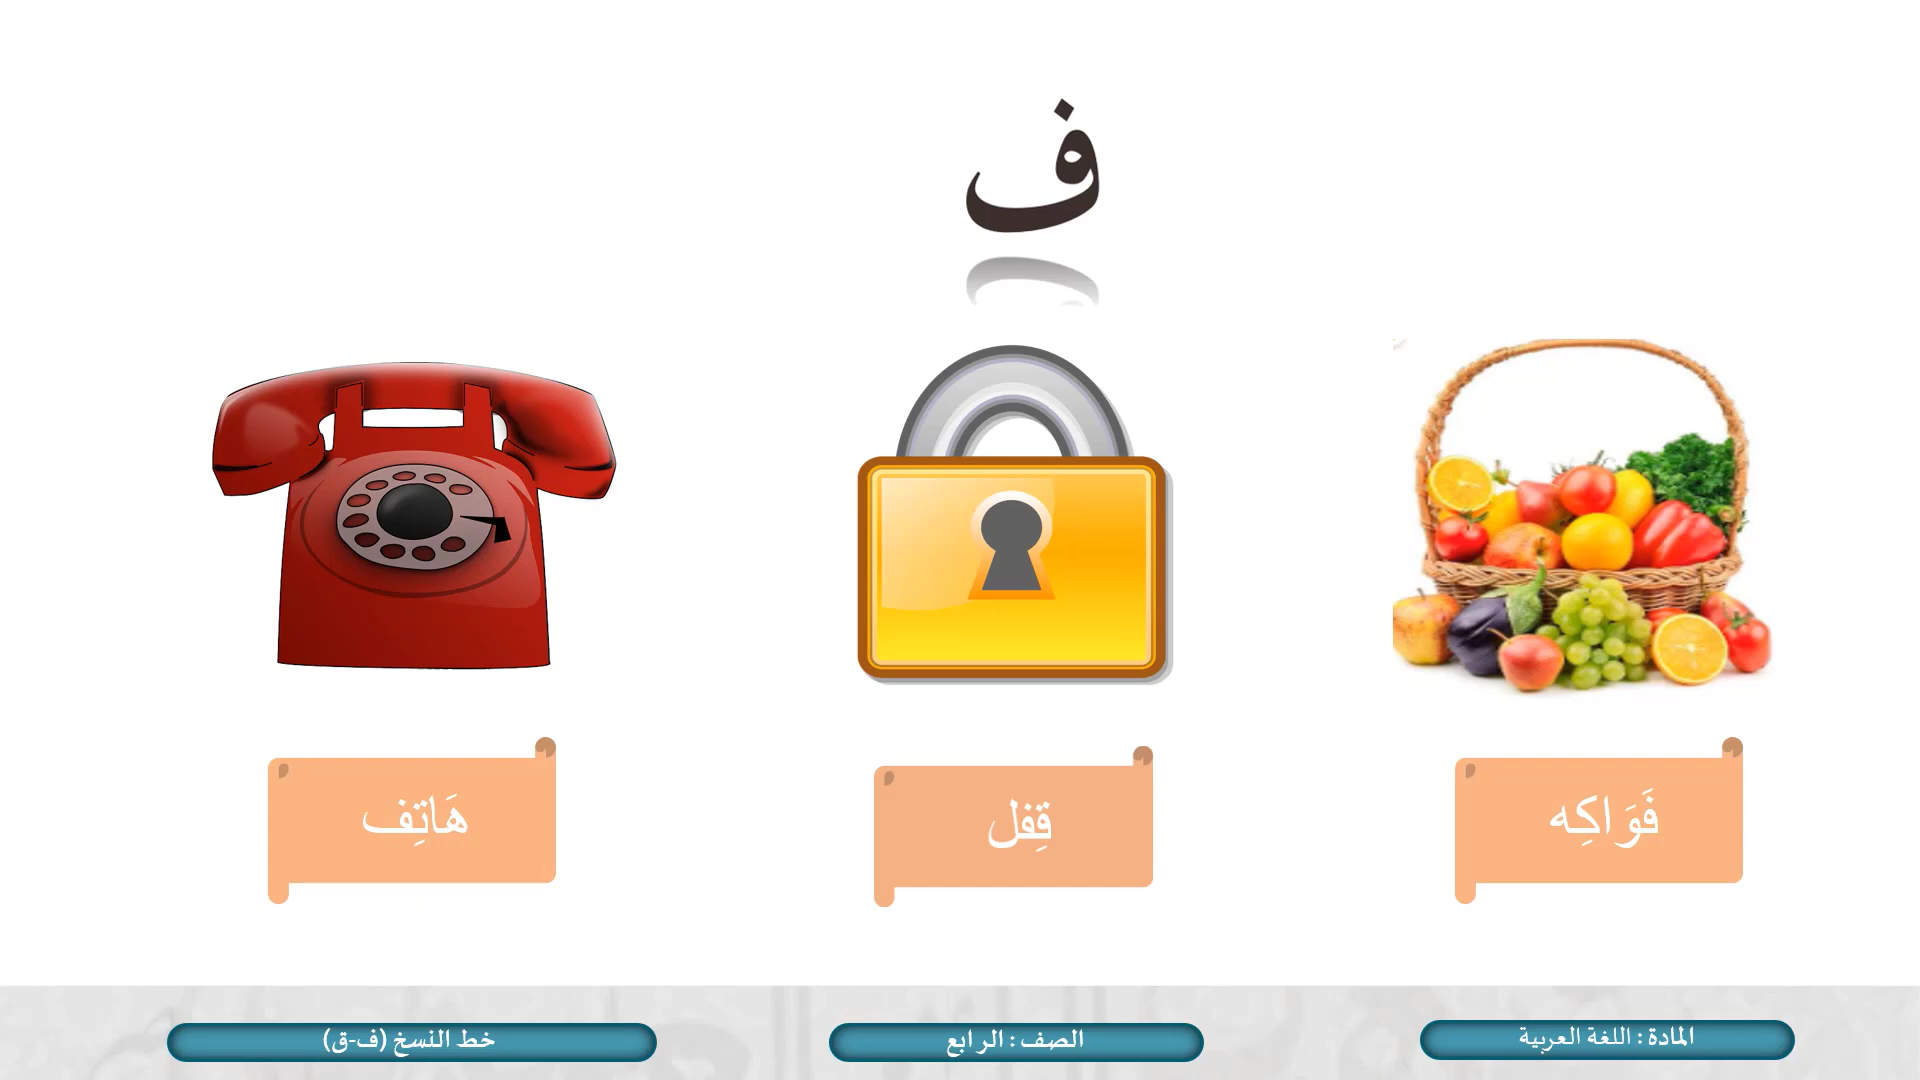 ف
فَوَاكِه
قِفل
هَاتِف
المادة : اللغة العربية
الصف : الرابع
خط النسخ (ف-ق)